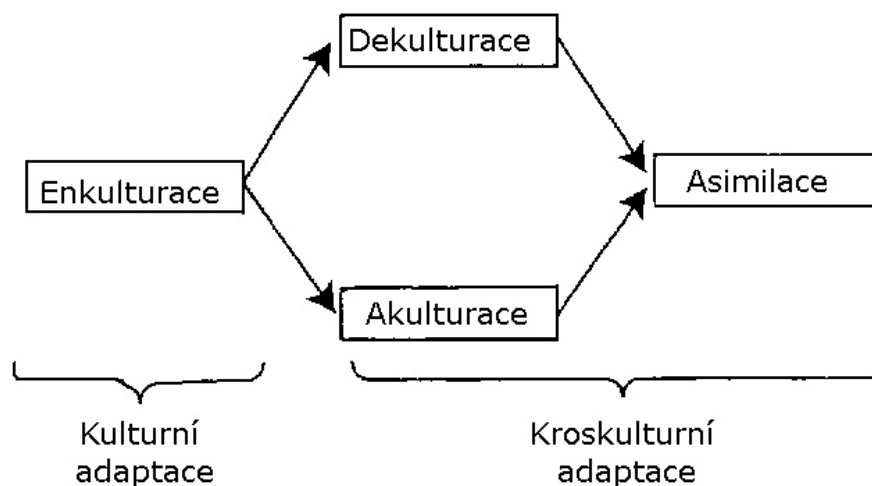 Dekulturace
Enkulturace
Asimilace
Akulturace
Kulturní
adaptace
Kroskulturní
adaptace